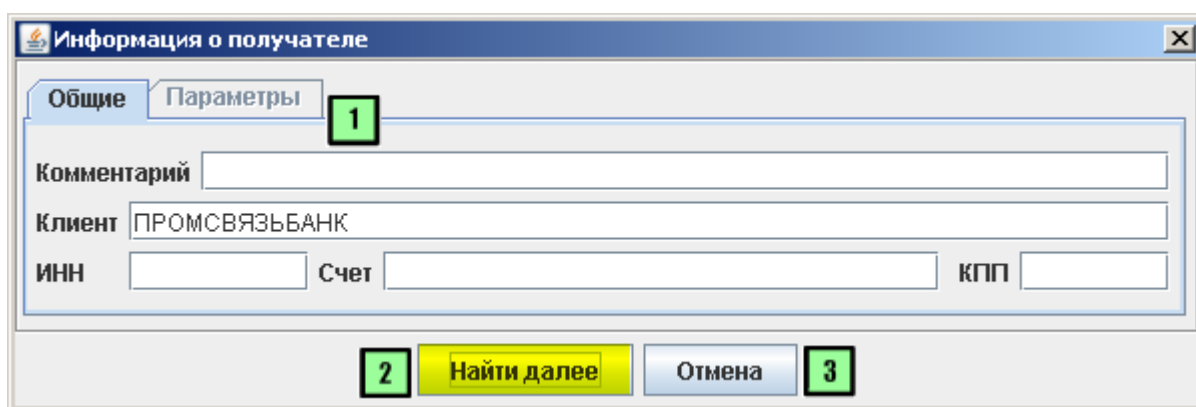 Информация о получателе
Общие Параметры 1
Комментарий
Клиент ПРОМСВЯЗЬБАНК
ИНН Счет КПП
2 Найти далее Отмена 3